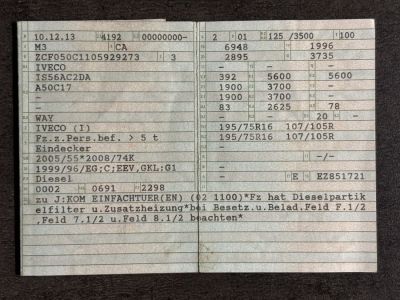 10.12.13 4192 00000000-
M3 CA
ZCF050C1105929273 3
IVECO
IS56AC2DA
A50C17
-
-
WAY
IVECO (I)
Fz.z.Pers.bef. > 5 t
Eindecker
2005/55*2008/74K
1999/96/EG;C;EEV,GKL:G1
Diesel
0002 0691 2298
2 01 125 /3500 100
6948 1996
2895 3735
- - -
392 5600 5600
1900 3700 -
1900 3700 -
83 2625 78
- - 20 -
195/75R16 107/105R
195/75R16 107/105R
-
- -/-
-
- E EZ851721
zu J:KOM EINFACHTUER(EN) (02 1100)*Fz hat Dieselpartik
elfilter u.Zusatzheizung*bei Besetz.u.Belad.Feld F.1/2
,Feld 7.1/2 u.Feld 8.1/2 beachten*